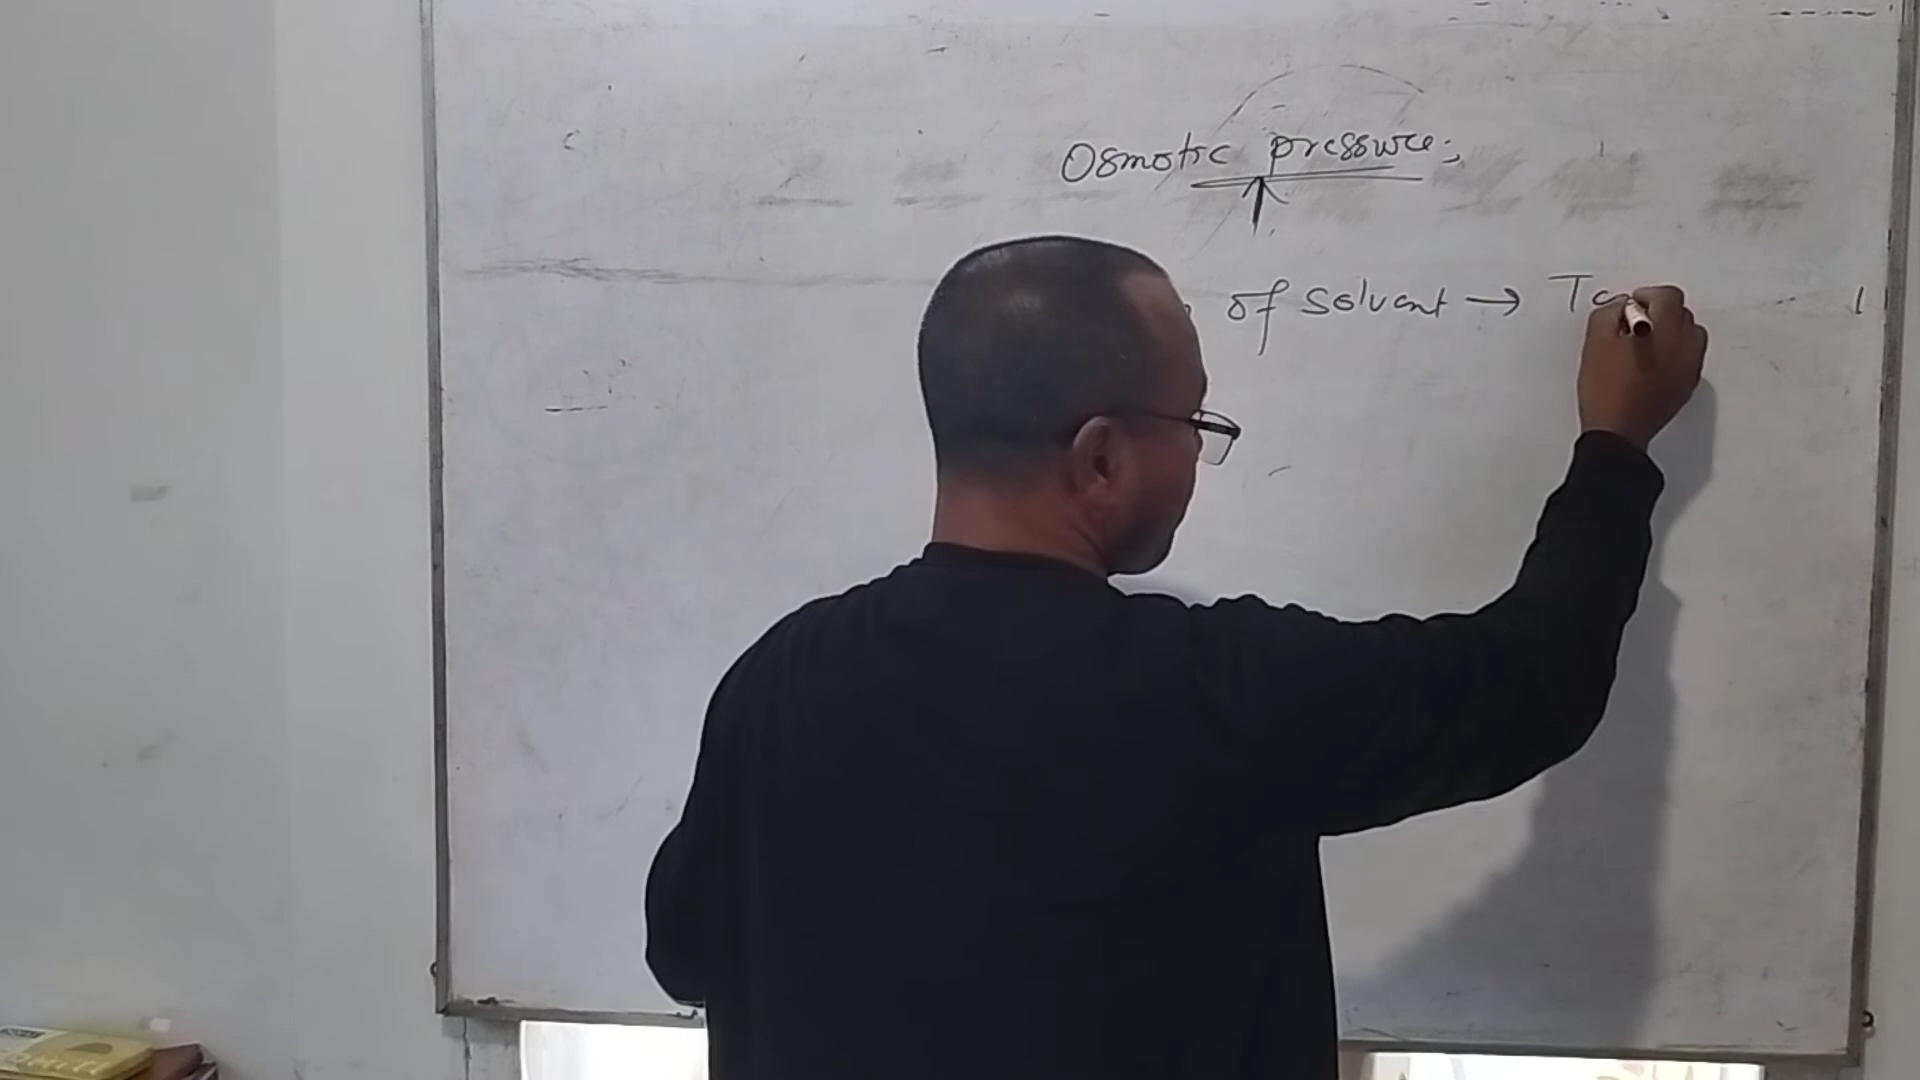 Osmotic pressure:
of solvent → T